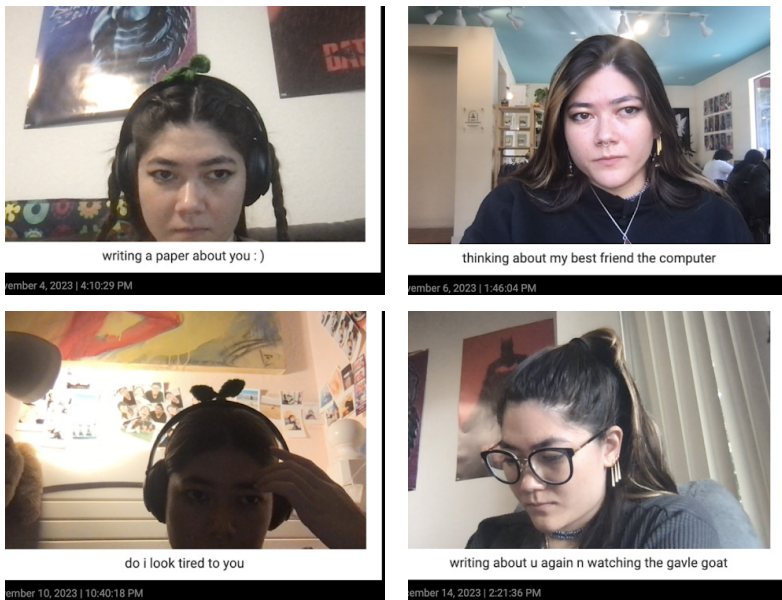 BAT
writing a paper about you : )
vember 4, 2023 | 4:10:29 PM
thinking about my best friend the computer
vember 6, 2023 | 1:46:04 PM
do i look tired to you
ember 10, 2023 | 10:40:18 PM
writing about u again n watching the gavle goat
ember 14, 2023 | 2:21:36 PM